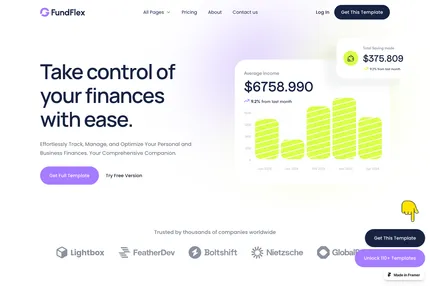 FundFlex
All Pages
Pricing
About
Contact us
Log In
Get This Template
Take control of
your finances
with ease.
Effortlessly Track, Manage, and Optimize Your Personal and
Business Finances. Your Comprehensive Companion.
Get Full Template
Try Free Version
Total Saving made
$375.809
9.2% from last month
Average income
$6758.990
9.2% from last month
Trusted by thousands of companies worldwide
Lightbox
FeatherDev
Boltshift
Nietzsche
Get This Template
Unlock 110+ Templates
Made in Framer